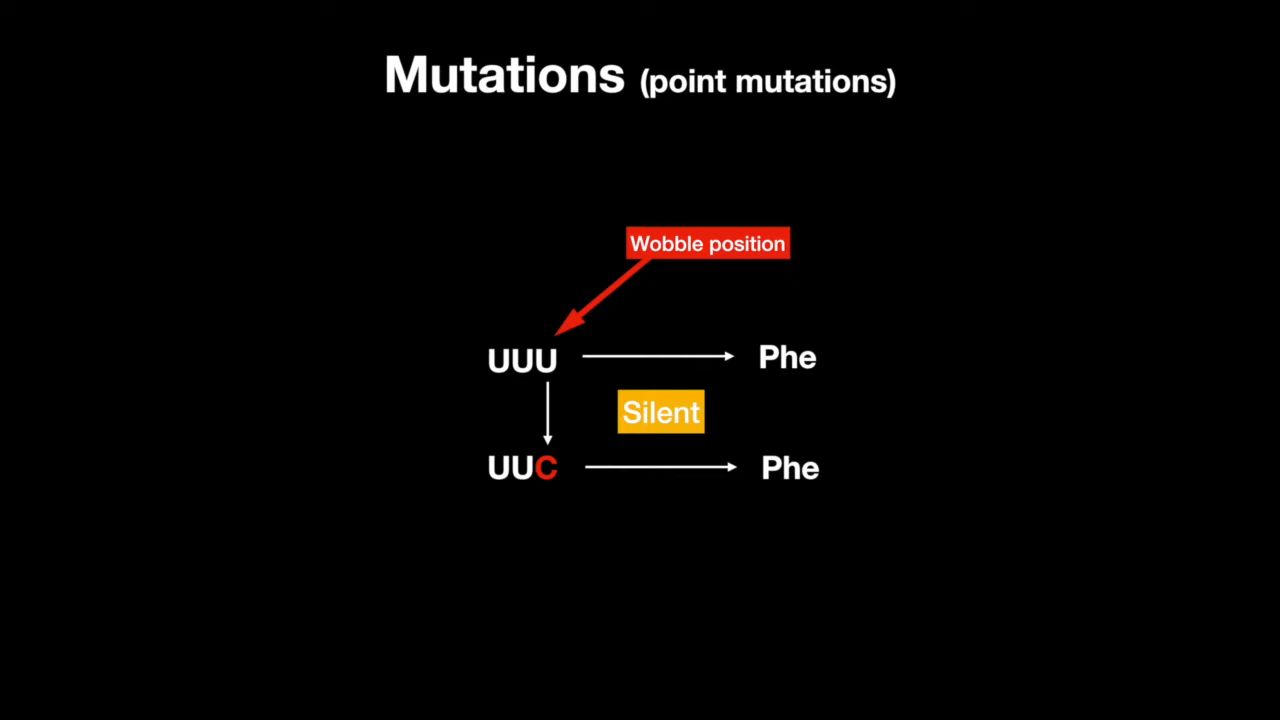 Mutations (point mutations)
Wobble position
UUU Phe
Silent
UUC Phe